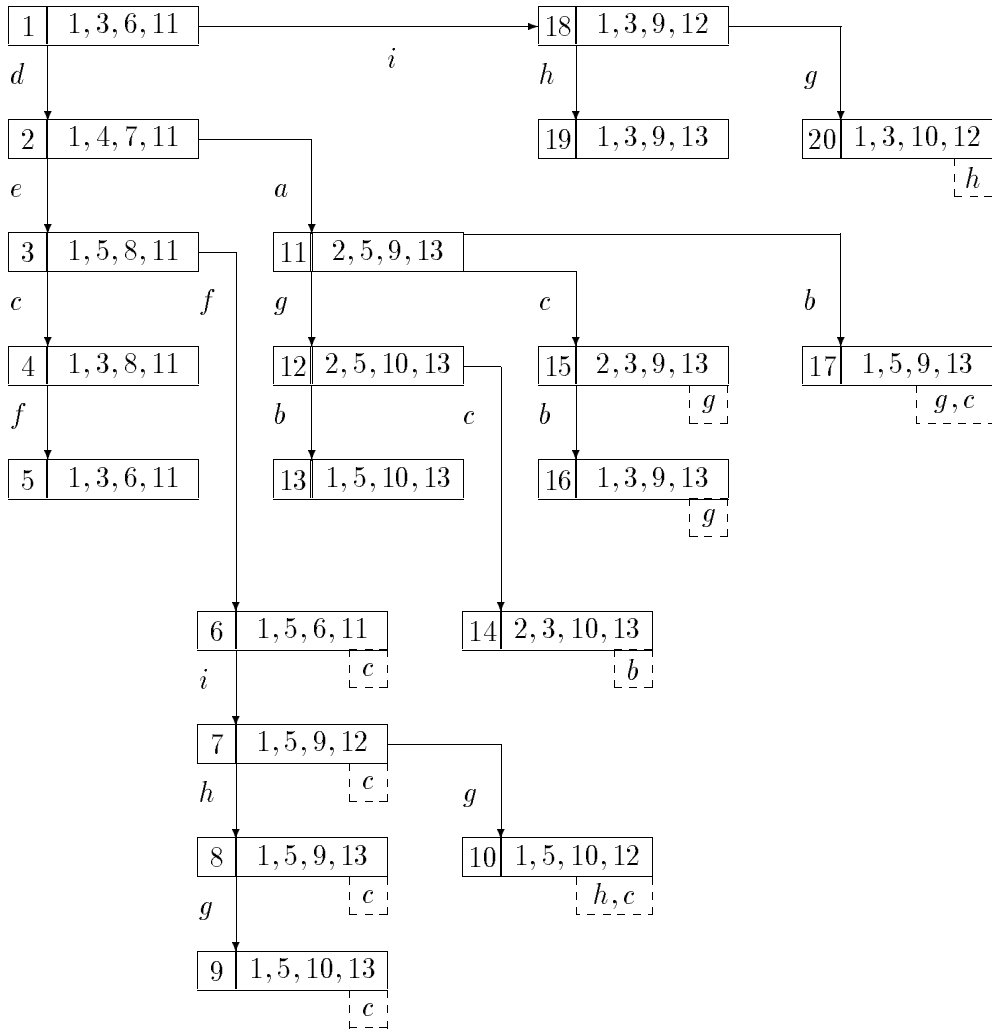 1 1, 3, 6, 11 18 1, 3, 9, 12
i
d h g
2 1, 4, 7, 11 19 1, 3, 9, 13 20 1, 3, 10, 12
h
e a
3 1, 5, 8, 11 11 2, 5, 9, 13
c f g c b
4 1, 3, 8, 11 12 2, 5, 10, 13 15 2, 3, 9, 13 17 1, 5, 9, 13
g g, c
f b c b
5 1, 3, 6, 11 13 1, 5, 10, 13 16 1, 3, 9, 13
g
6 1, 5, 6, 11 14 2, 3, 10, 13
c b
i
7 1, 5, 9, 12
c
h g
8 1, 5, 9, 13 10 1, 5, 10, 12
c h, c
g
9 1, 5, 10, 13
c